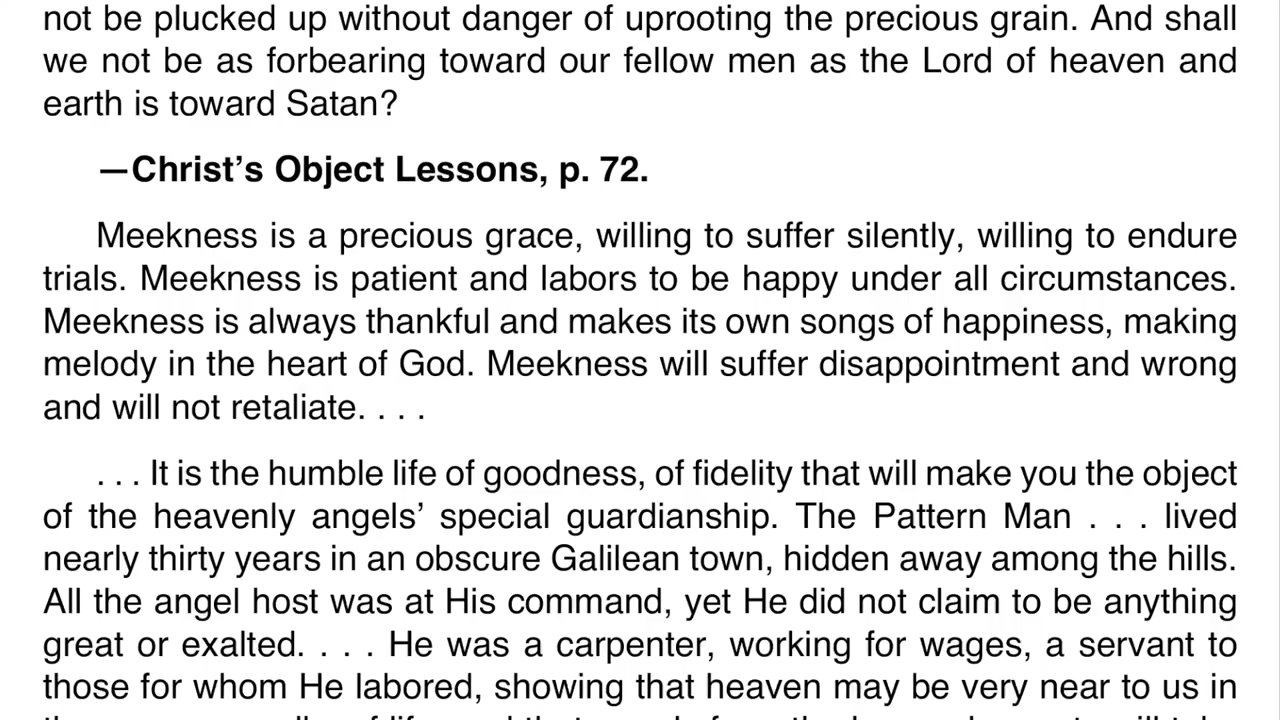 not be plucked up without danger of uprooting the precious grain. And shall
we not be as forbearing toward our fellow men as the Lord of heaven and
earth is toward Satan?
—Christ’s Object Lessons, p. 72.
Meekness is a precious grace, willing to suffer silently, willing to endure
trials. Meekness is patient and labors to be happy under all circumstances.
Meekness is always thankful and makes its own songs of happiness, making
melody in the heart of God. Meekness will suffer disappointment and wrong
and will not retaliate. . . .
. . . It is the humble life of goodness, of fidelity that will make you the object
of the heavenly angels’ special guardianship. The Pattern Man . . . lived
nearly thirty years in an obscure Galilean town, hidden away among the hills.
All the angel host was at His command, yet He did not claim to be anything
great or exalted. . . . He was a carpenter, working for wages, a servant to
those for whom He labored, showing that heaven may be very near to us in